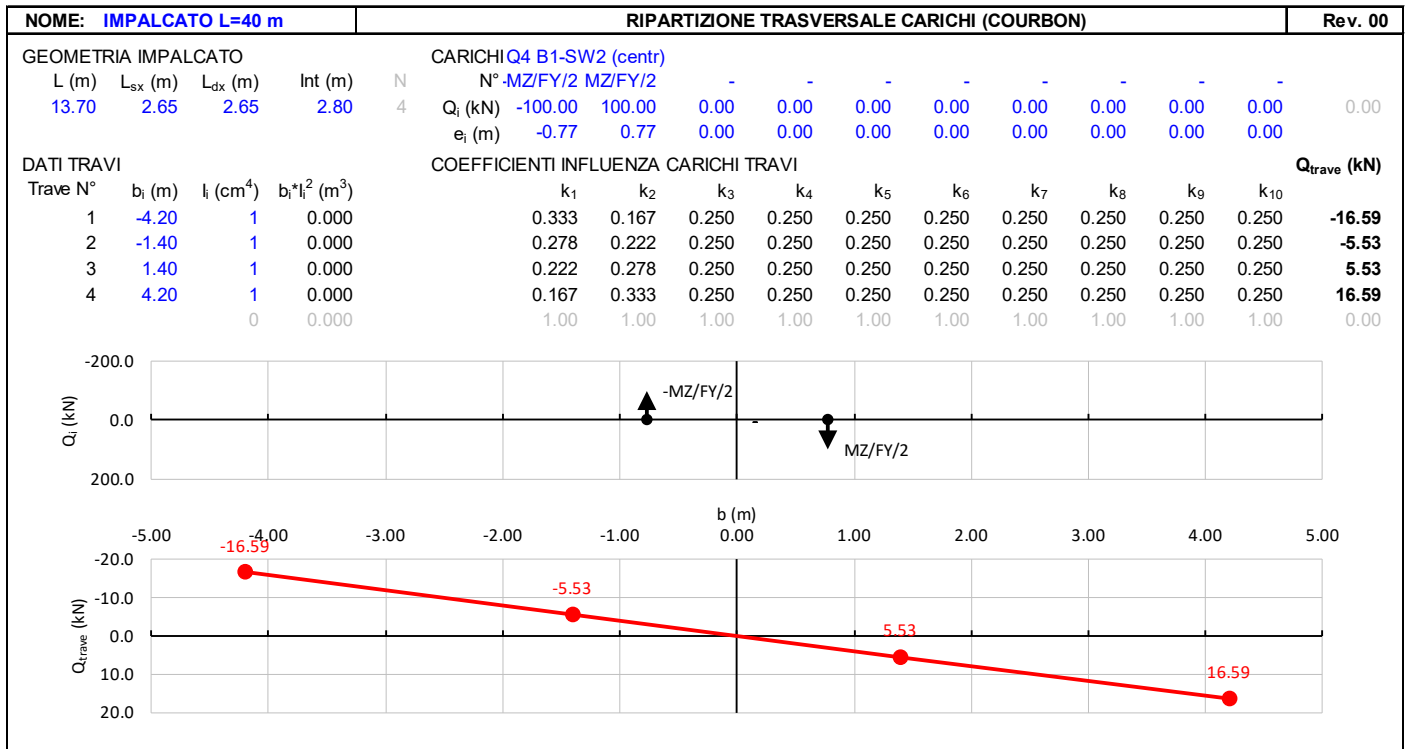 NOME: IMPALCATO L=40 m RIPARTIZIONE TRASVERSALE CARICHI (COURBON) Rev. 00
GEOMETRIA IMPALCATO CARICHI Q4 B1-SW2 (centr)
L (m) Lsx (m) Ldx (m) Int (m) N N° -MZ/FY/2 MZ/FY/2 - - - - - - - -
13.70 2.65 2.65 2.80 4 Qi (kN) -100.00 100.00 0.00 0.00 0.00 0.00 0.00 0.00 0.00 0.00 0.00
ei (m) -0.77 0.77 0.00 0.00 0.00 0.00 0.00 0.00 0.00 0.00
DATI TRAVI COEFFICIENTI INFLUENZA CARICHI TRAVI Qtrave (kN)
Trave N° bi (m) Ii (cm4) bi*Ii2 (m3) k1 k2 k3 k4 k5 k6 k7 k8 k9 k10
1 -4.20 1 0.000 0.333 0.167 0.250 0.250 0.250 0.250 0.250 0.250 0.250 0.250 -16.59
2 -1.40 1 0.000 0.278 0.222 0.250 0.250 0.250 0.250 0.250 0.250 0.250 0.250 -5.53
3 1.40 1 0.000 0.222 0.278 0.250 0.250 0.250 0.250 0.250 0.250 0.250 0.250 5.53
4 4.20 1 0.000 0.167 0.333 0.250 0.250 0.250 0.250 0.250 0.250 0.250 0.250 16.59
0 0.000 1.00 1.00 1.00 1.00 1.00 1.00 1.00 1.00 1.00 1.00 0.00
-200.0
-MZ/FY/2
0.0
-
Qi (kN)
MZ/FY/2
200.0
b (m)
-5.00 -4.00 -3.00 -2.00 -1.00 0.00 1.00 2.00 3.00 4.00 5.00
-16.59
-20.0
-5.53
-10.0
0.0
5.53
Qtrave (kN)
10.0
16.59
20.0